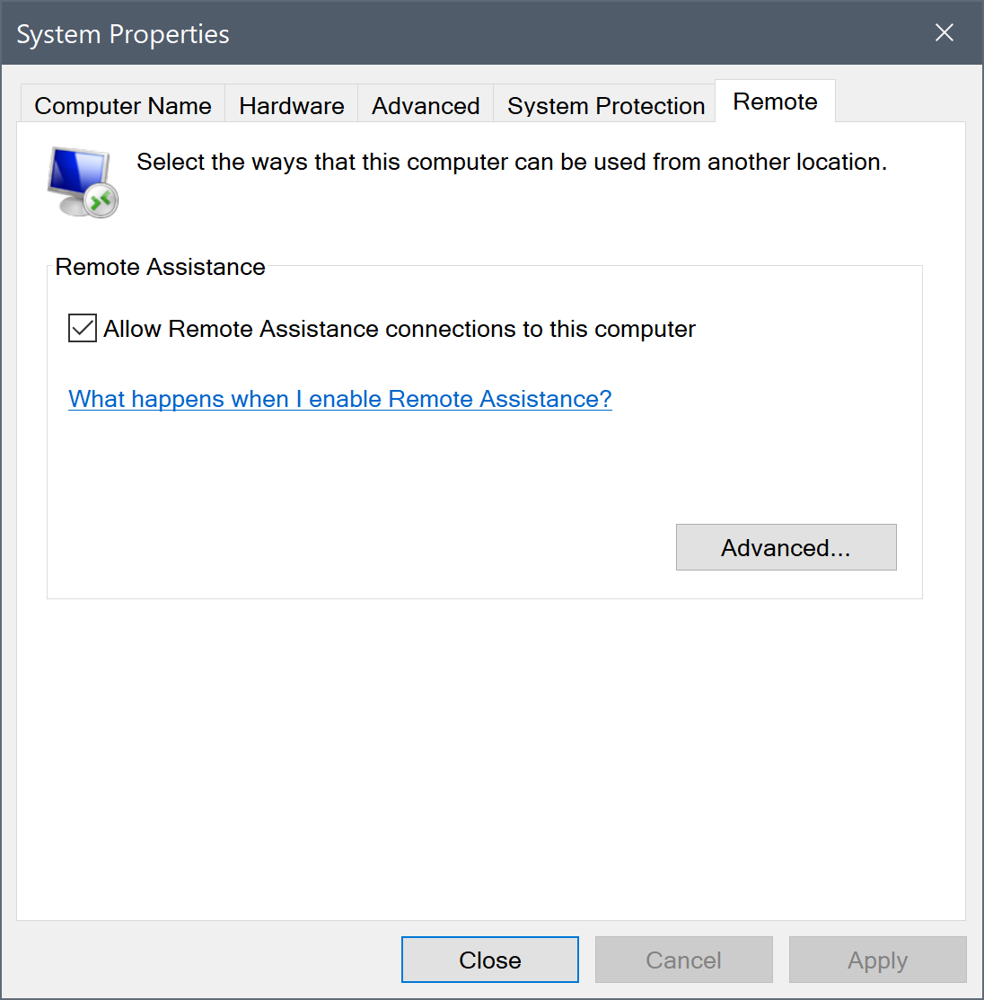 System Properties
Computer Name
Hardware
Advanced
System Protection
Remote
Select the ways that this computer can be used from another location.
Remote Assistance
Allow Remote Assistance connections to this computer
What happens when I enable Remote Assistance?
Advanced...
Close
Cancel
Apply